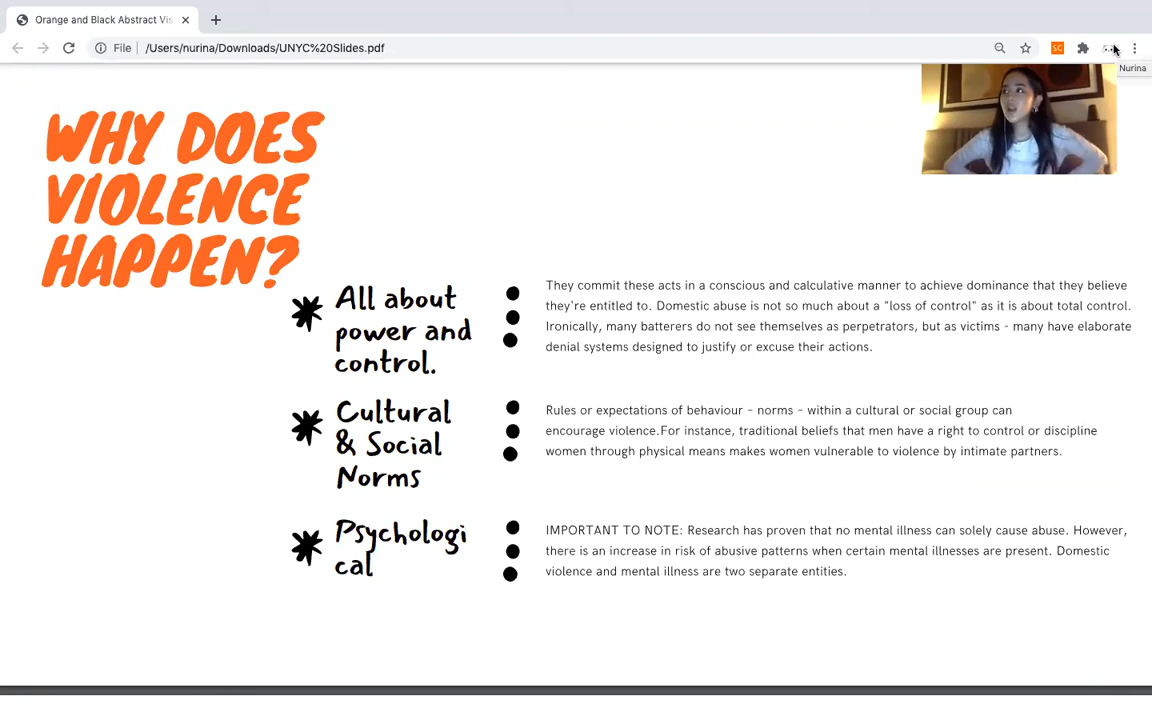 Orange and Black Abstract Vis
File
/Users/nurina/Downloads/UNYC%20Slides.pdf
SC
Nurina
WHY DOES
VIOLENCE
HAPPEN?
All about
power and
control.
They commit these acts in a conscious and calculative manner to achieve dominance that they believe
they're entitled to. Domestic abuse is not so much about a "loss of control" as it is about total control.
Ironically, many batterers do not see themselves as perpetrators, but as victims - many have elaborate
denial systems designed to justify or excuse their actions.
Cultural
& Social
Norms
Rules or expectations of behaviour - norms - within a cultural or social group can
encourage violence.For instance, traditional beliefs that men have a right to control or discipline
women through physical means makes women vulnerable to violence by intimate partners.
Psychologi
cal
IMPORTANT TO NOTE: Research has proven that no mental illness can solely cause abuse. However,
there is an increase in risk of abusive patterns when certain mental illnesses are present. Domestic
violence and mental illness are two separate entities.